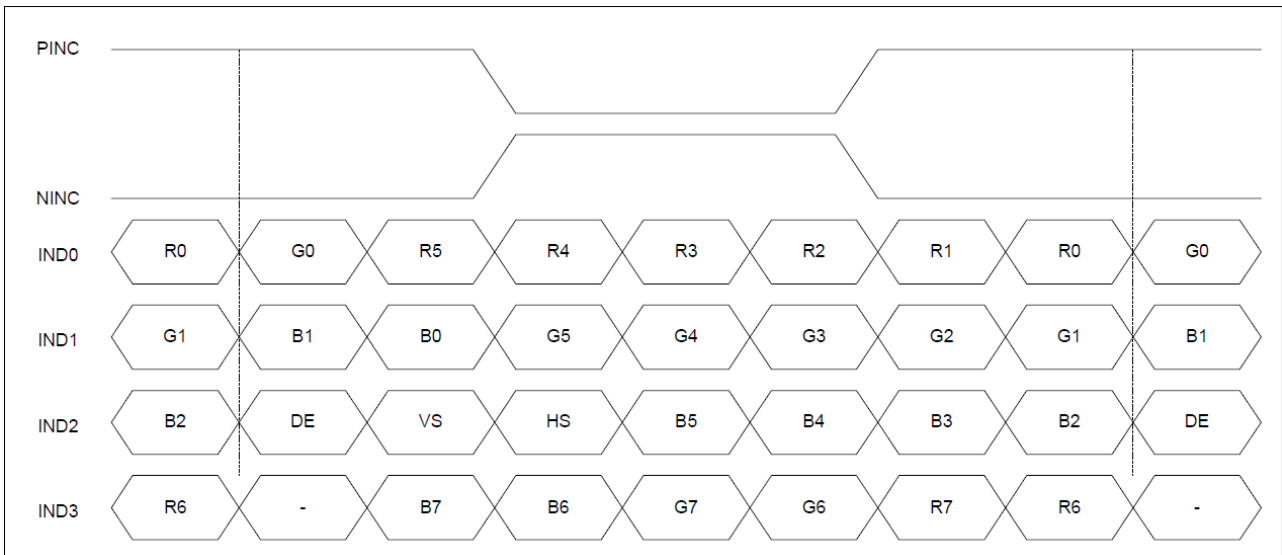 PINC
NINC
IND0 R0 G0 R5 R4 R3 R2 R1 R0 G0
IND1 G1 B1 B0 G5 G4 G3 G2 G1 B1
IND2 B2 DE VS HS B5 B4 B3 B2 DE
IND3 R6 - B7 B6 G7 G6 R7 R6 -